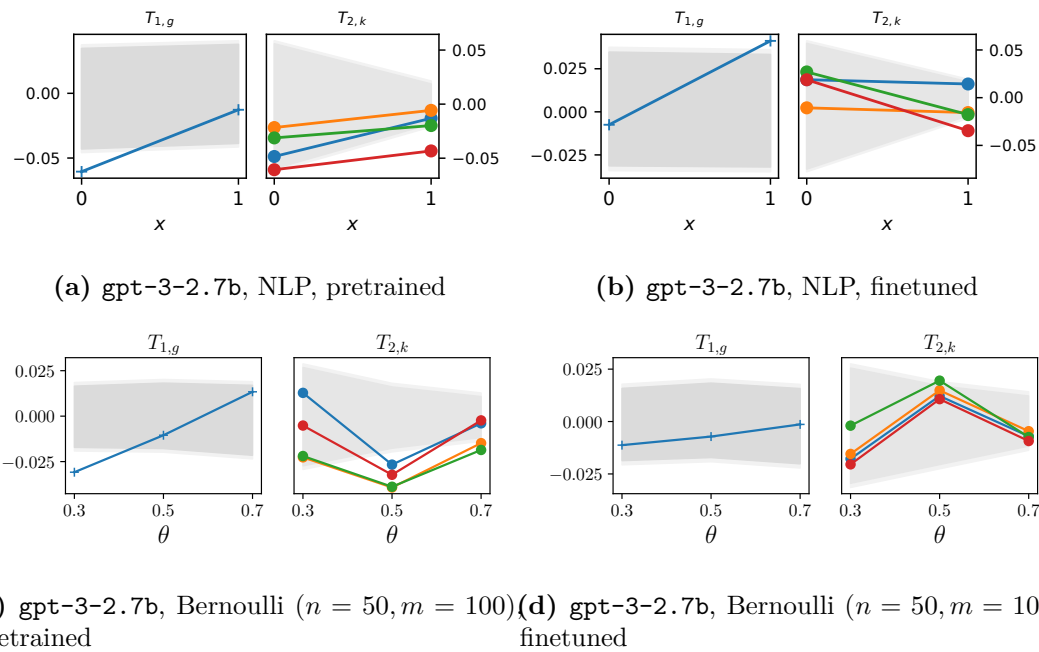 T1,g T2,k T1,g T2,k
0.00
−0.05
0.05
0.00
−0.05
0.025
0.000
−0.025
0.05
0.00
−0.05
0 1 0 1 0 1 0 1
x x x x
(a) gpt-3-2.7b, NLP, pretrained (b) gpt-3-2.7b, NLP, finetuned
T1,g T2,k T1,g T2,k
0.025
0.000
−0.025
0.025
0.000
−0.025
0.3 0.5 0.7 0.3 0.5 0.7 0.3 0.5 0.7 0.3 0.5 0.7
θ θ θ θ
) gpt-3-2.7b, Bernoulli (n = 50, m = 100), (d) gpt-3-2.7b, Bernoulli (n = 50, m = 10
etrained finetuned